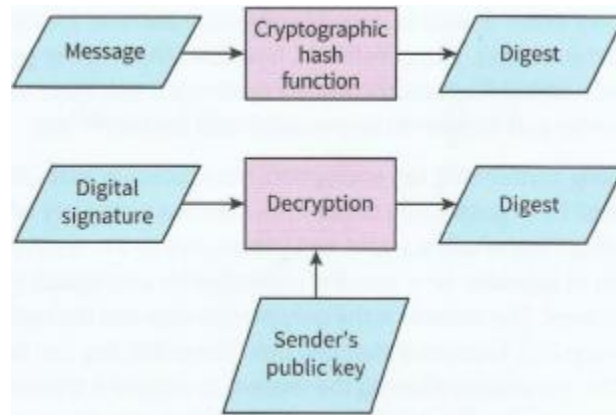 Message
Cryptographic
hash
function
Digest
Digital
signature
Decryption
Digest
Sender's
public key